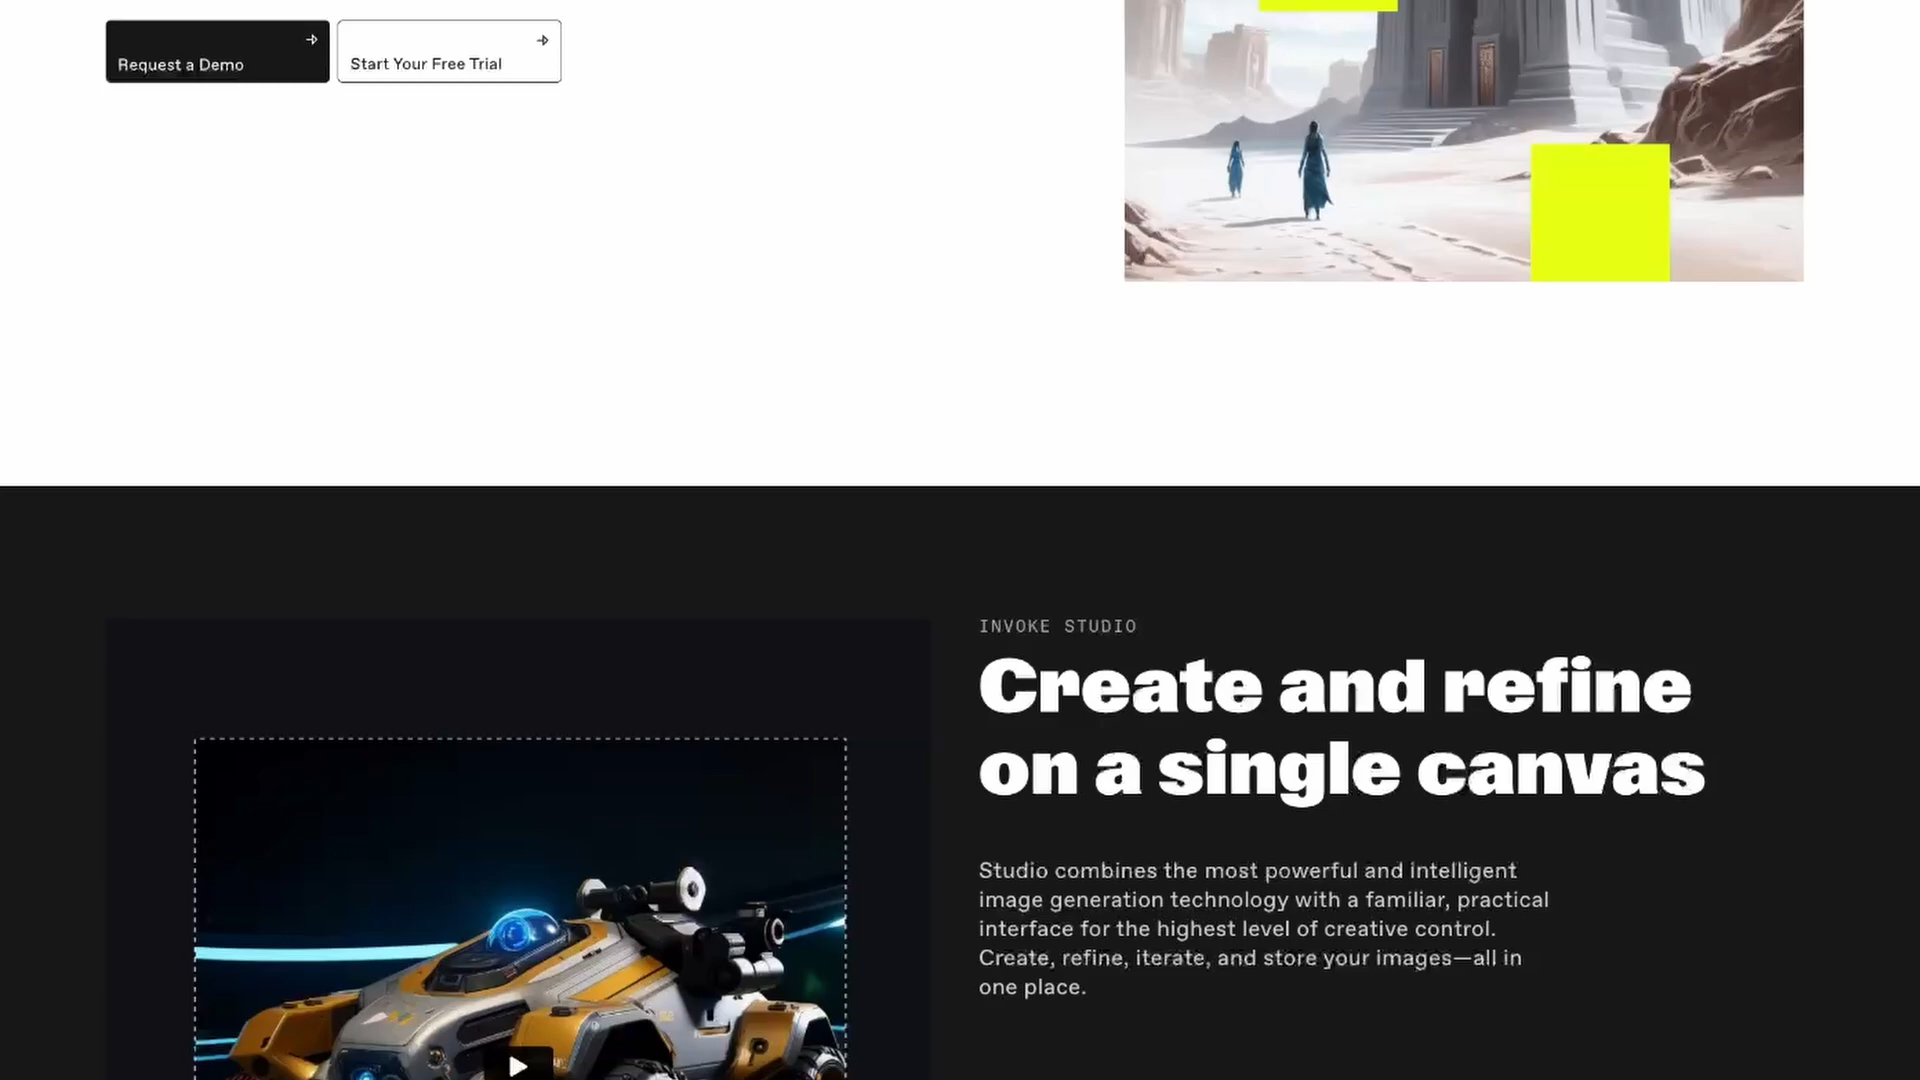 Request a Demo
Start Your Free Trial
INVOKE STUDIO
Create and refine
on a single canvas
Studio combines the most powerful and intelligent
image generation technology with a familiar, practical
interface for the highest level of creative control.
Create, refine, iterate, and store your images—all in
one place.